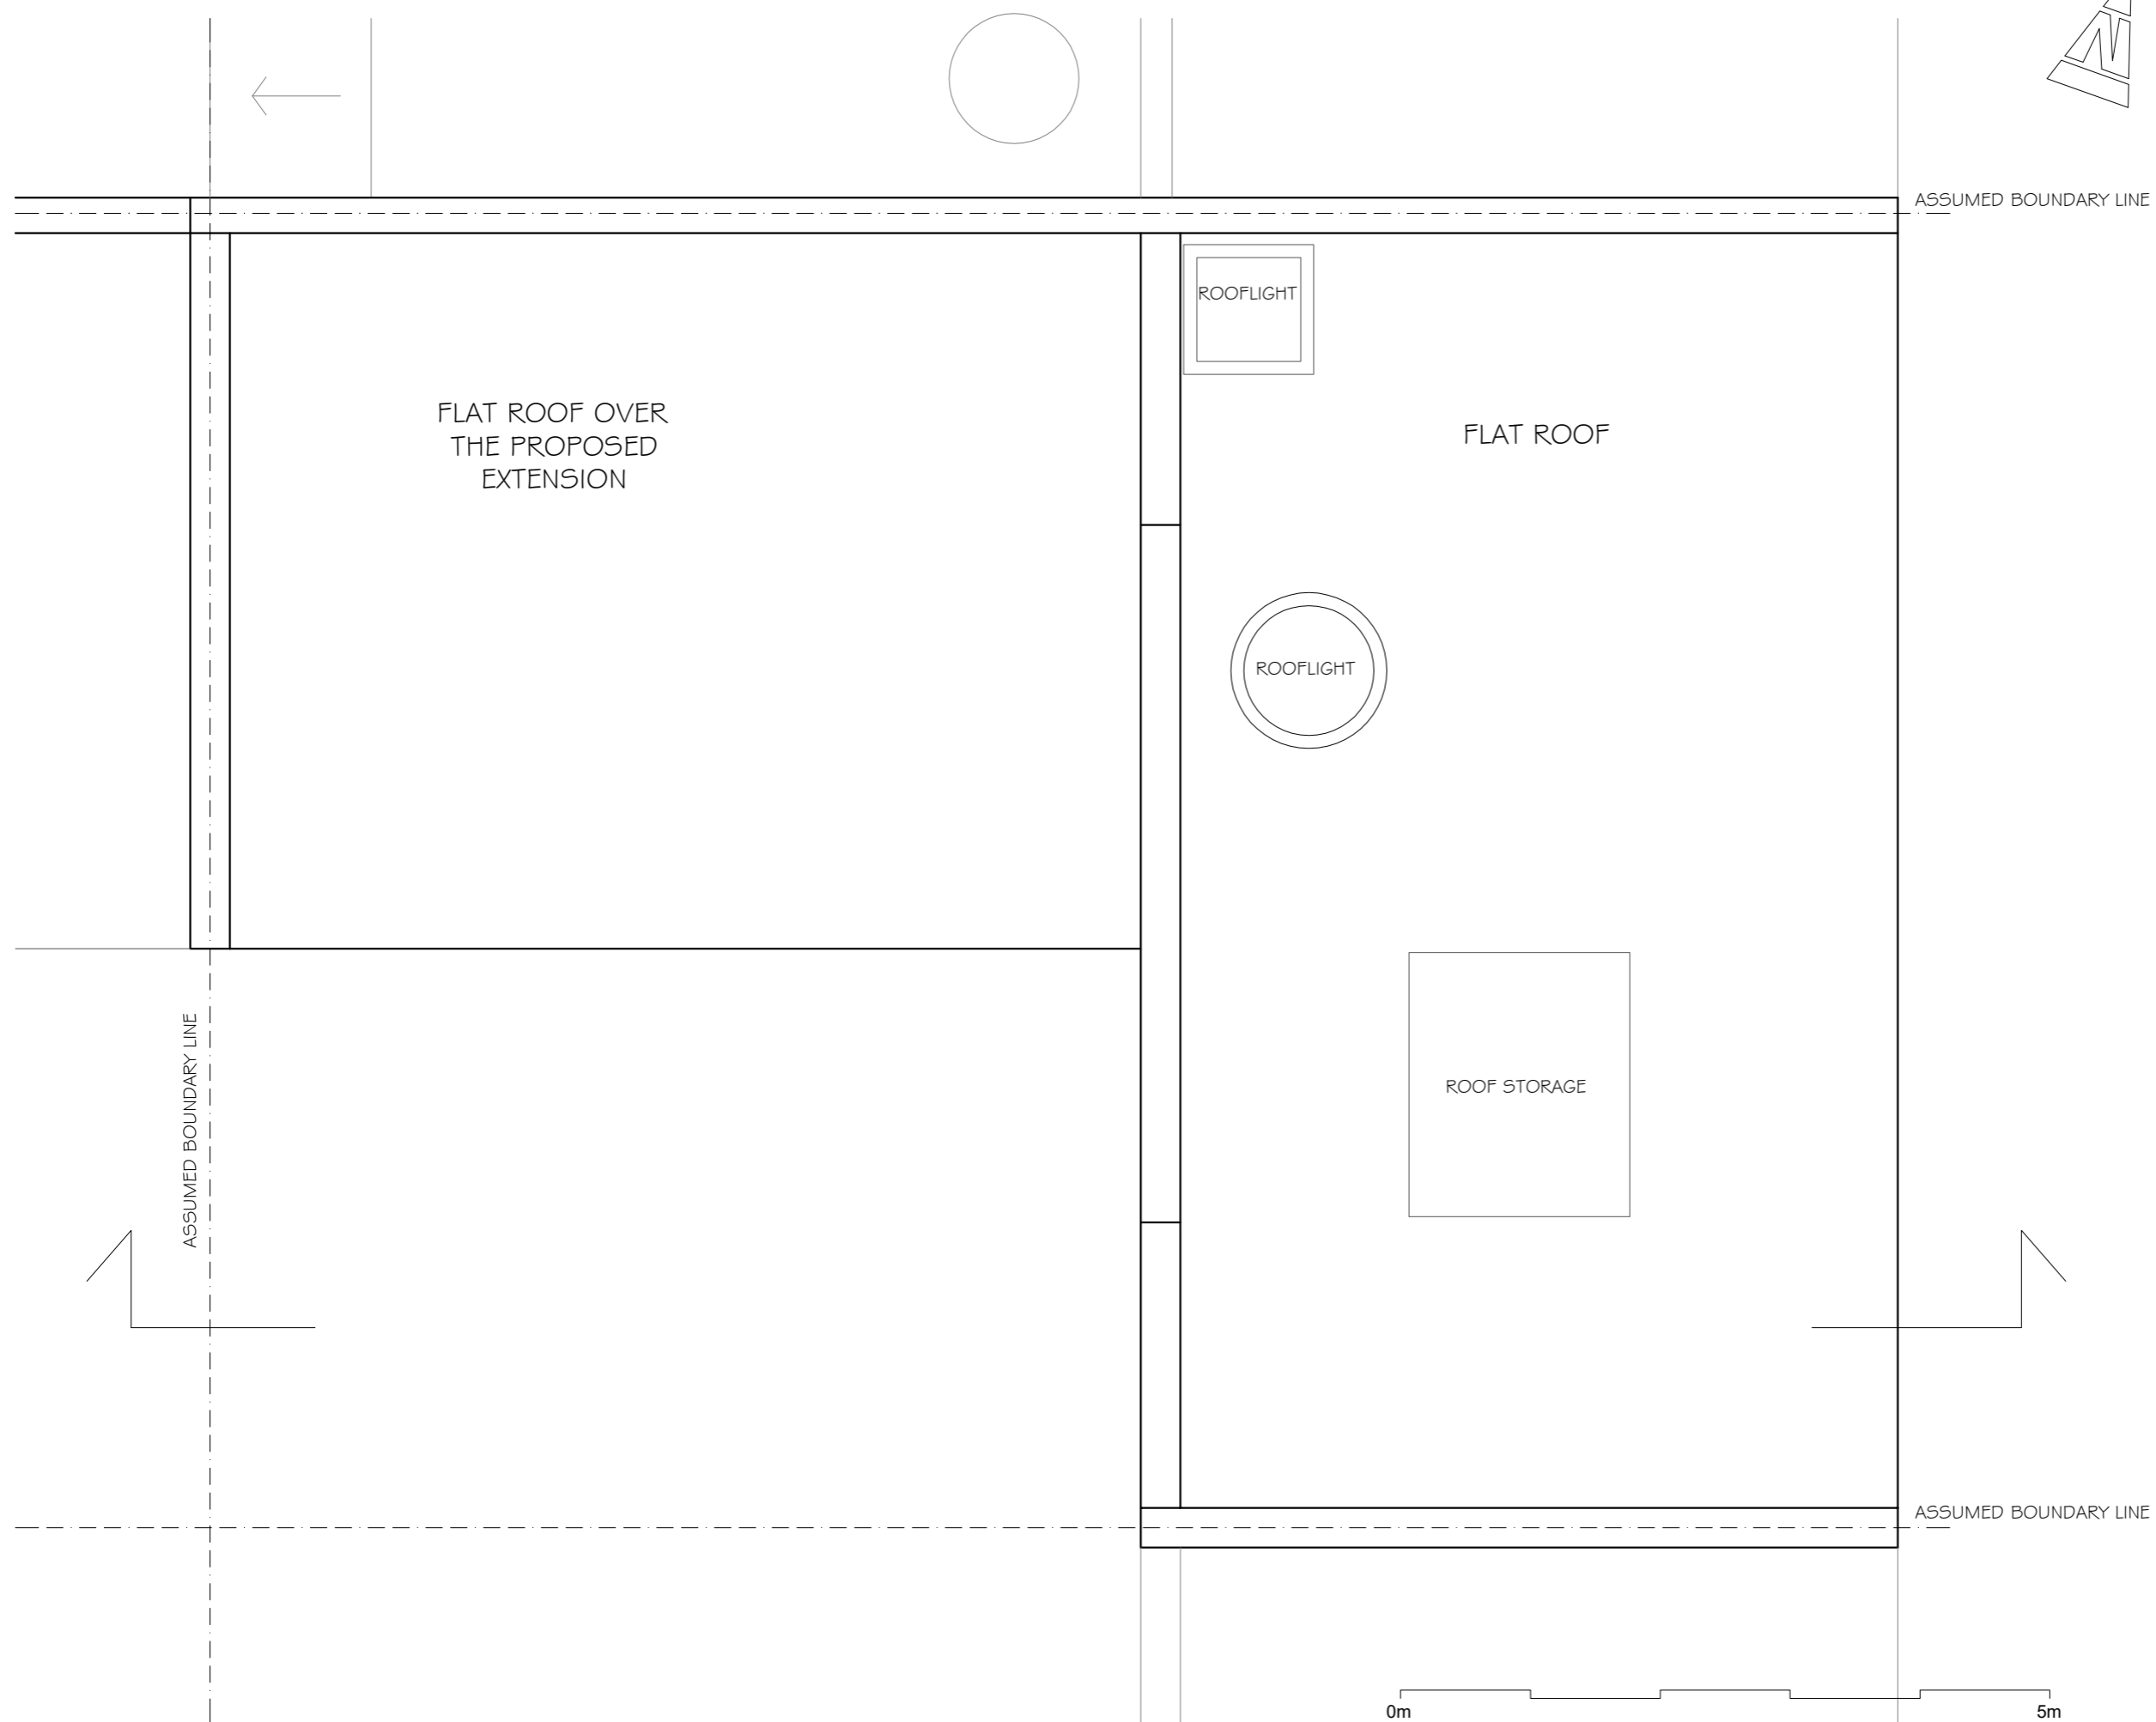 N
ASSUMED BOUNDARY LINE
ROOFLIGHT
FLAT ROOF OVER
THE PROPOSED
EXTENSION
FLAT ROOF
ROOFLIGHT
ROOF STORAGE
ASSUMED BOUNDARY LINE
ASSUMED BOUNDARY LINE
0m
5m